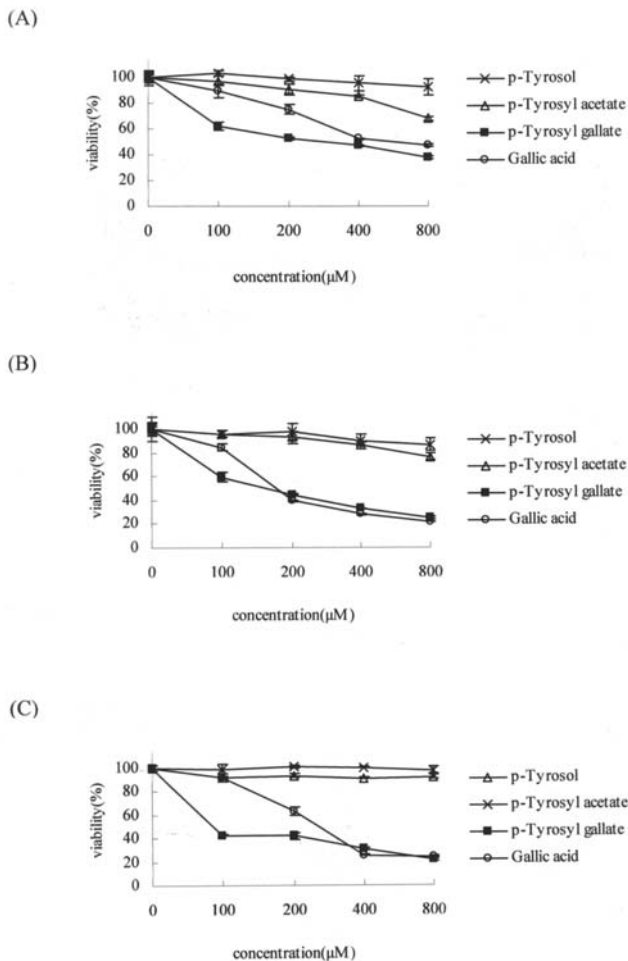 (A)
100
80
60
40
20
0
viability(%)
0 100 200 400 800
concentration(μM)
p-Tyrosol
p-Tyrosyl acetate
p-Tyrosyl gallate
Gallic acid
(B)
100
80
60
40
20
0
viability(%)
0 100 200 400 800
concentration(μM)
p-Tyrosol
p-Tyrosyl acetate
p-Tyrosyl gallate
Gallic acid
(C)
100
80
60
40
20
0
viability(%)
0 100 200 400 800
concentration(μM)
p-Tyrosol
p-Tyrosyl acetate
p-Tyrosyl gallate
Gallic acid